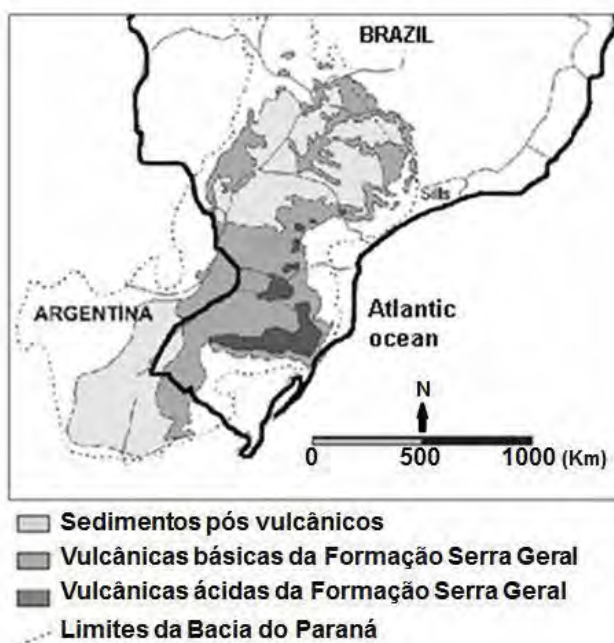 BRAZIL
Sills
ARGENTINA
Atlantic
ocean
N
0 500 1000 (Km)
Sedimentos pós vulcânicos
Vulcânicas básicas da Formação Serra Geral
Vulcânicas ácidas da Formação Serra Geral
Limites da Bacia do Paraná